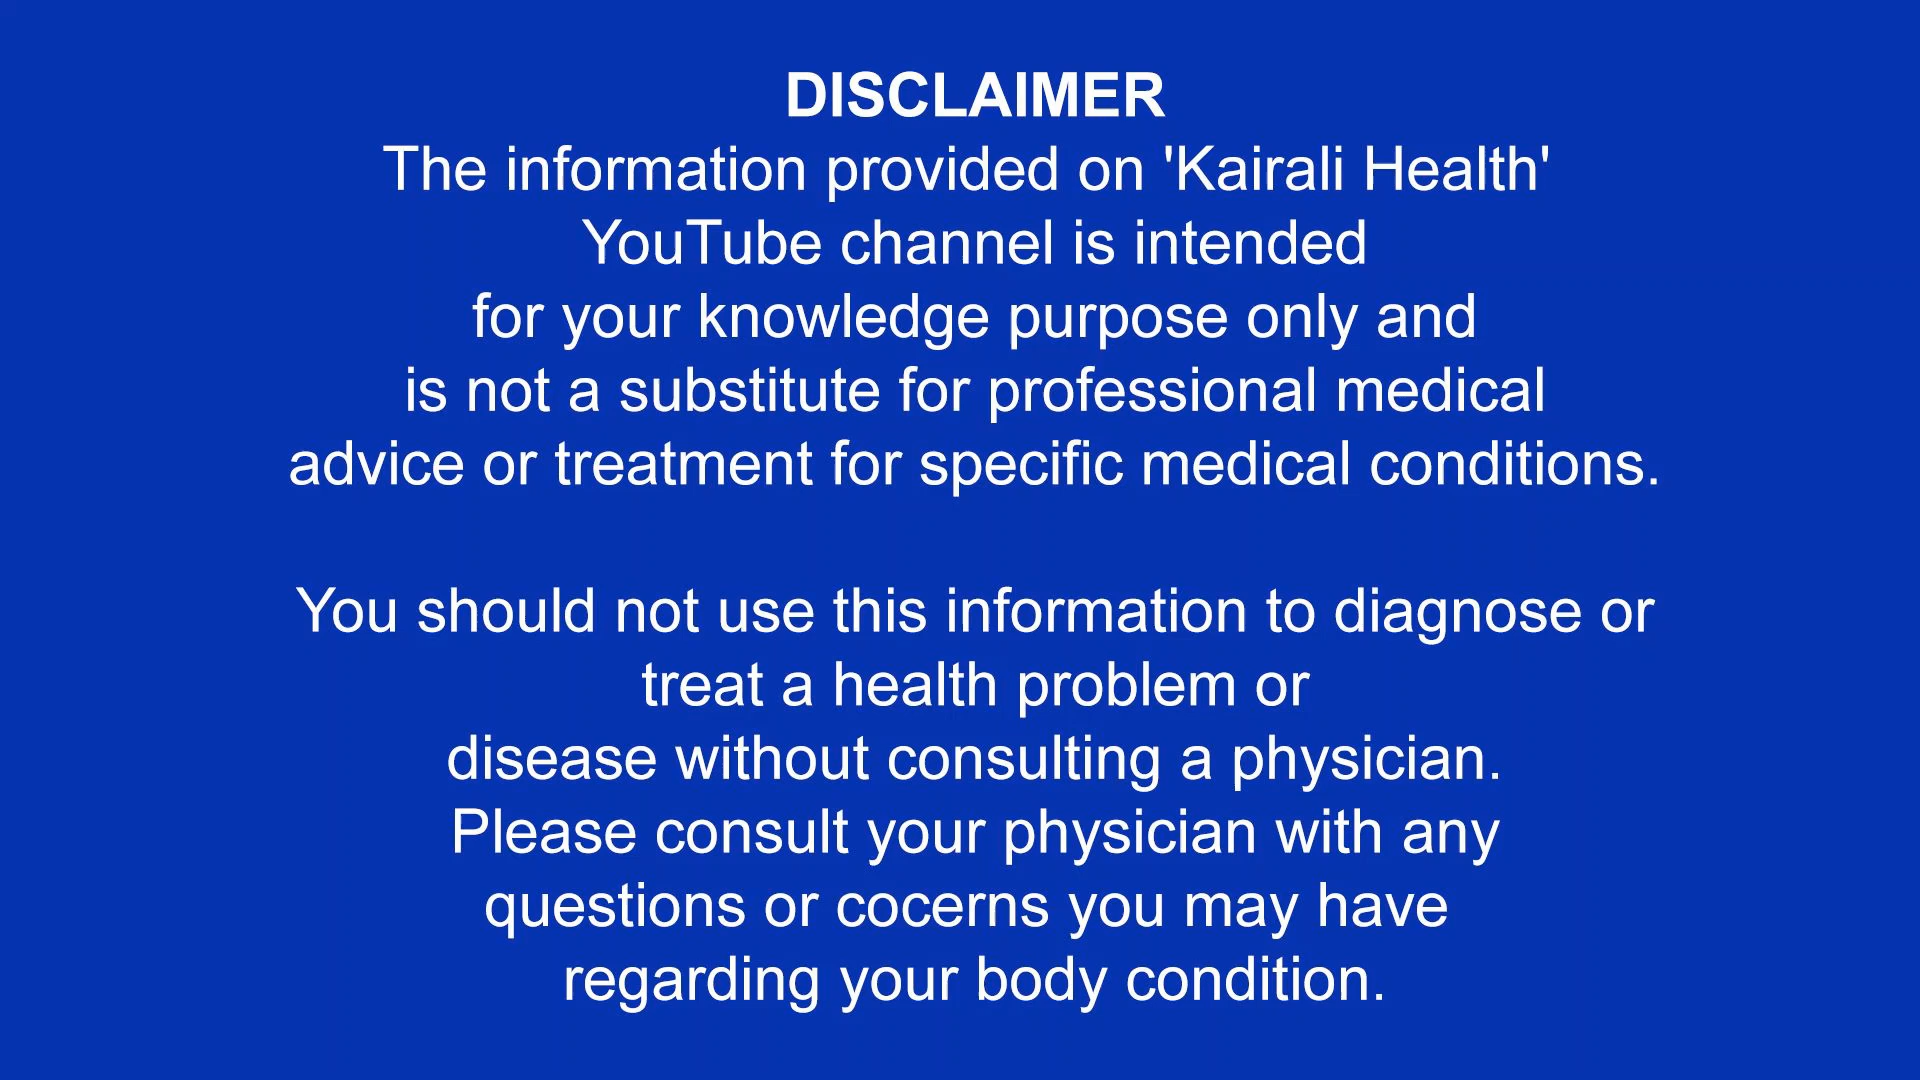 DISCLAIMER
The information provided on 'Kairali Health'
YouTube channel is intended
for your knowledge purpose only and
is not a substitute for professional medical
advice or treatment for specific medical conditions.
You should not use this information to diagnose or
treat a health problem or
disease without consulting a physician.
Please consult your physician with any
questions or cocerns you may have
regarding your body condition.